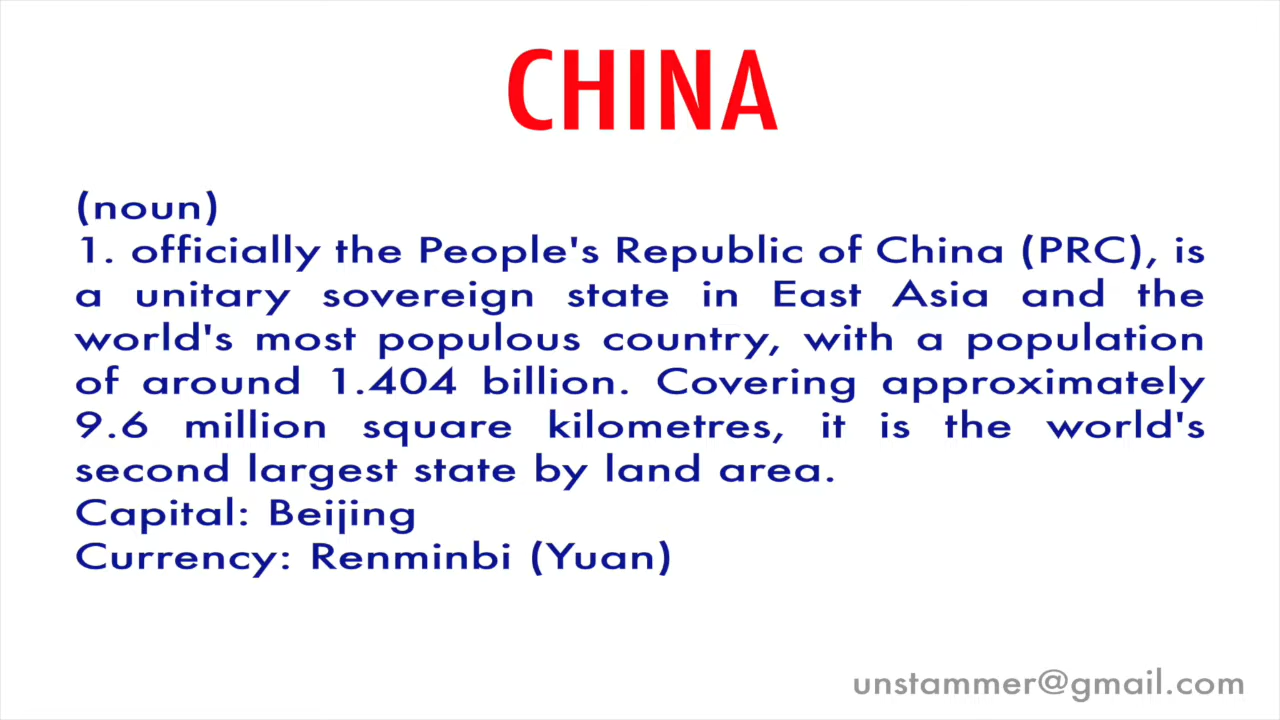 CHINA
(noun)
1. officially the People's Republic of China (PRC), is
a unitary sovereign state in East Asia and the
world's most populous country, with a population
of around 1.404 billion. Covering approximately
9.6 million square kilometres, it is the world's
second largest state by land area.
Capital: Beijing
Currency: Renminbi (Yuan)
unstammer@gmail.com